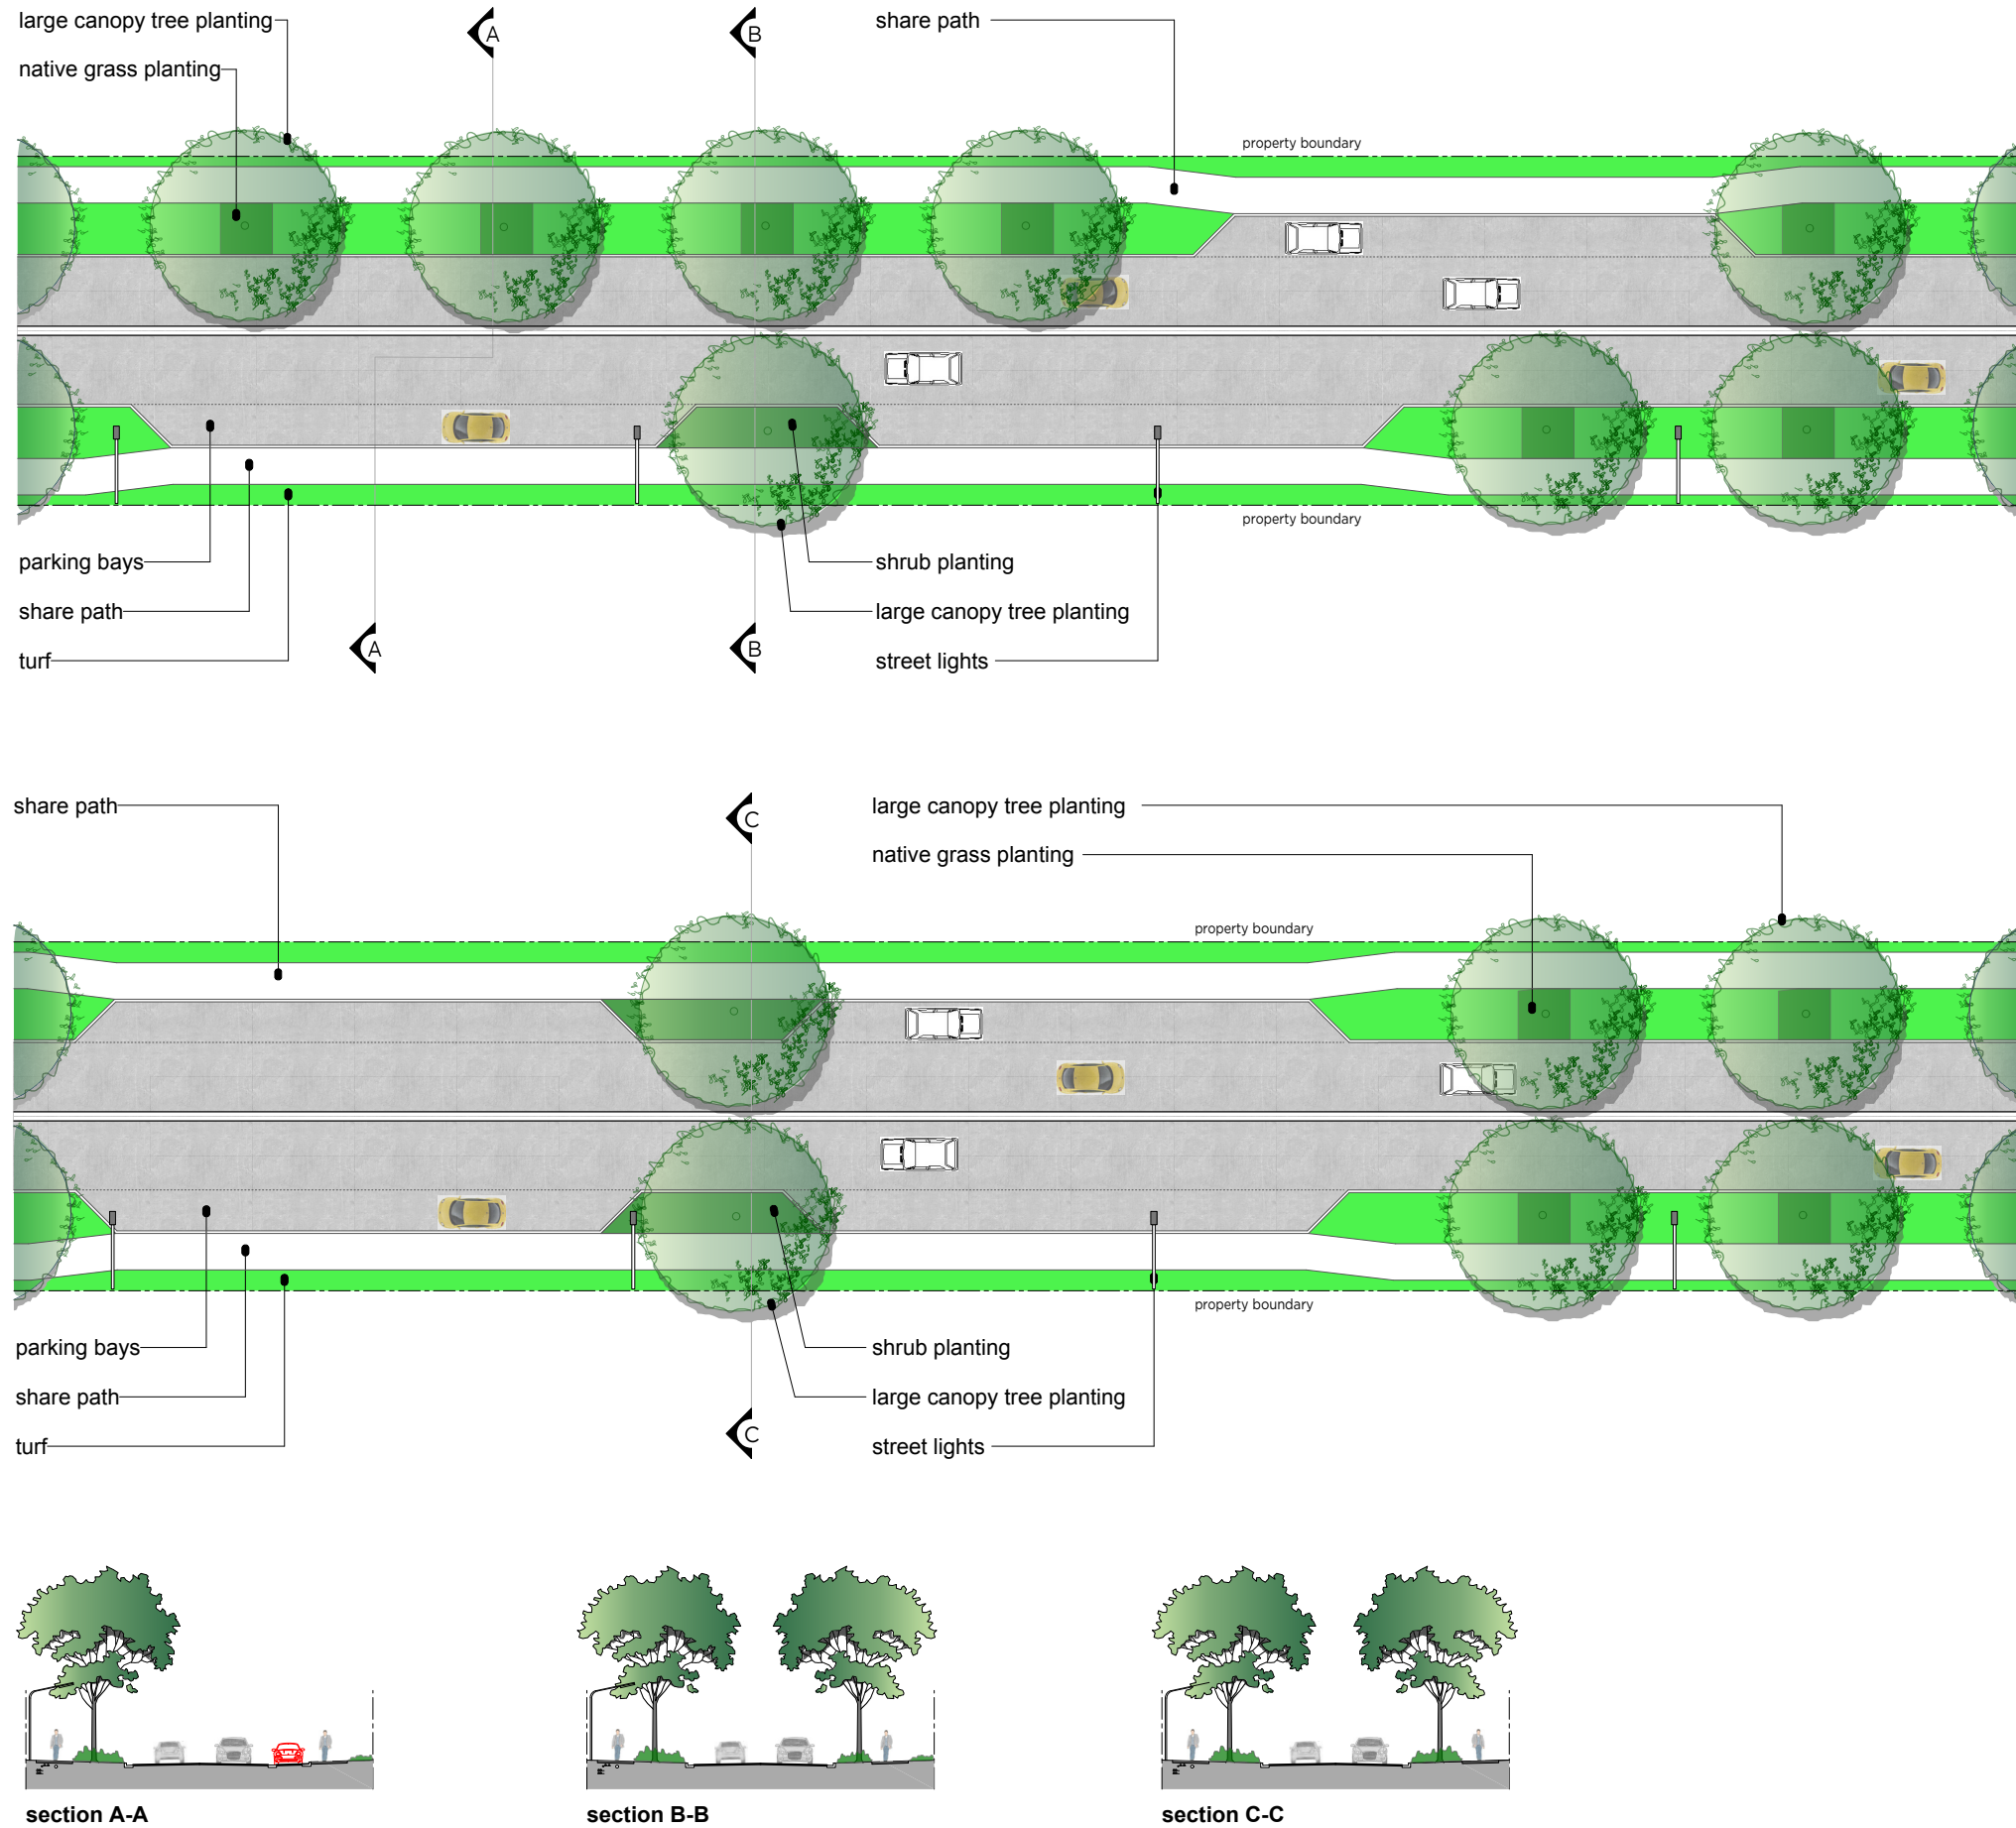 large canopy tree planting
native grass planting
A
B
share path
property boundary
property boundary
parking bays
share path
turf
shrub planting
large canopy tree planting
street lights
A
B
share path
C
large canopy tree planting
native grass planting
property boundary
property boundary
parking bays
share path
turf
shrub planting
large canopy tree planting
street lights
C
section A-A
section B-B
section C-C